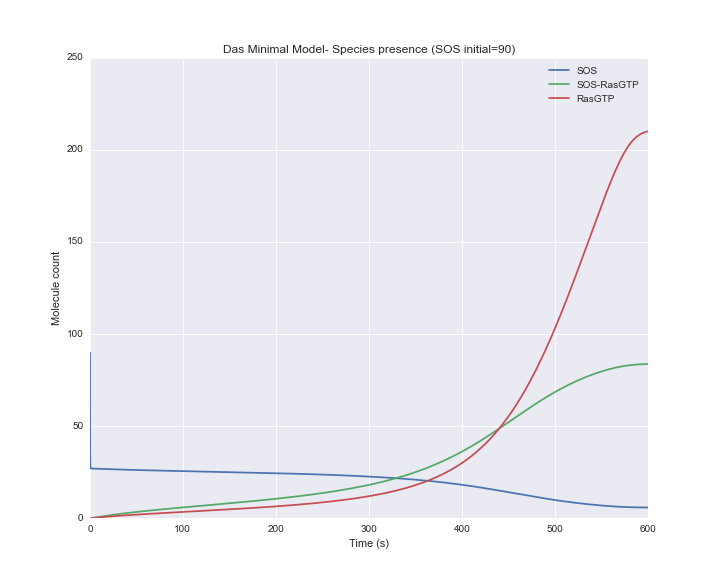 Das Minimal Model- Species presence (SOS initial=90)
SOS
SOS-RasGTP
RasGTP
250
200
150
100
50
0
Molecule count
0 100 200 300 400 500 600
Time (s)